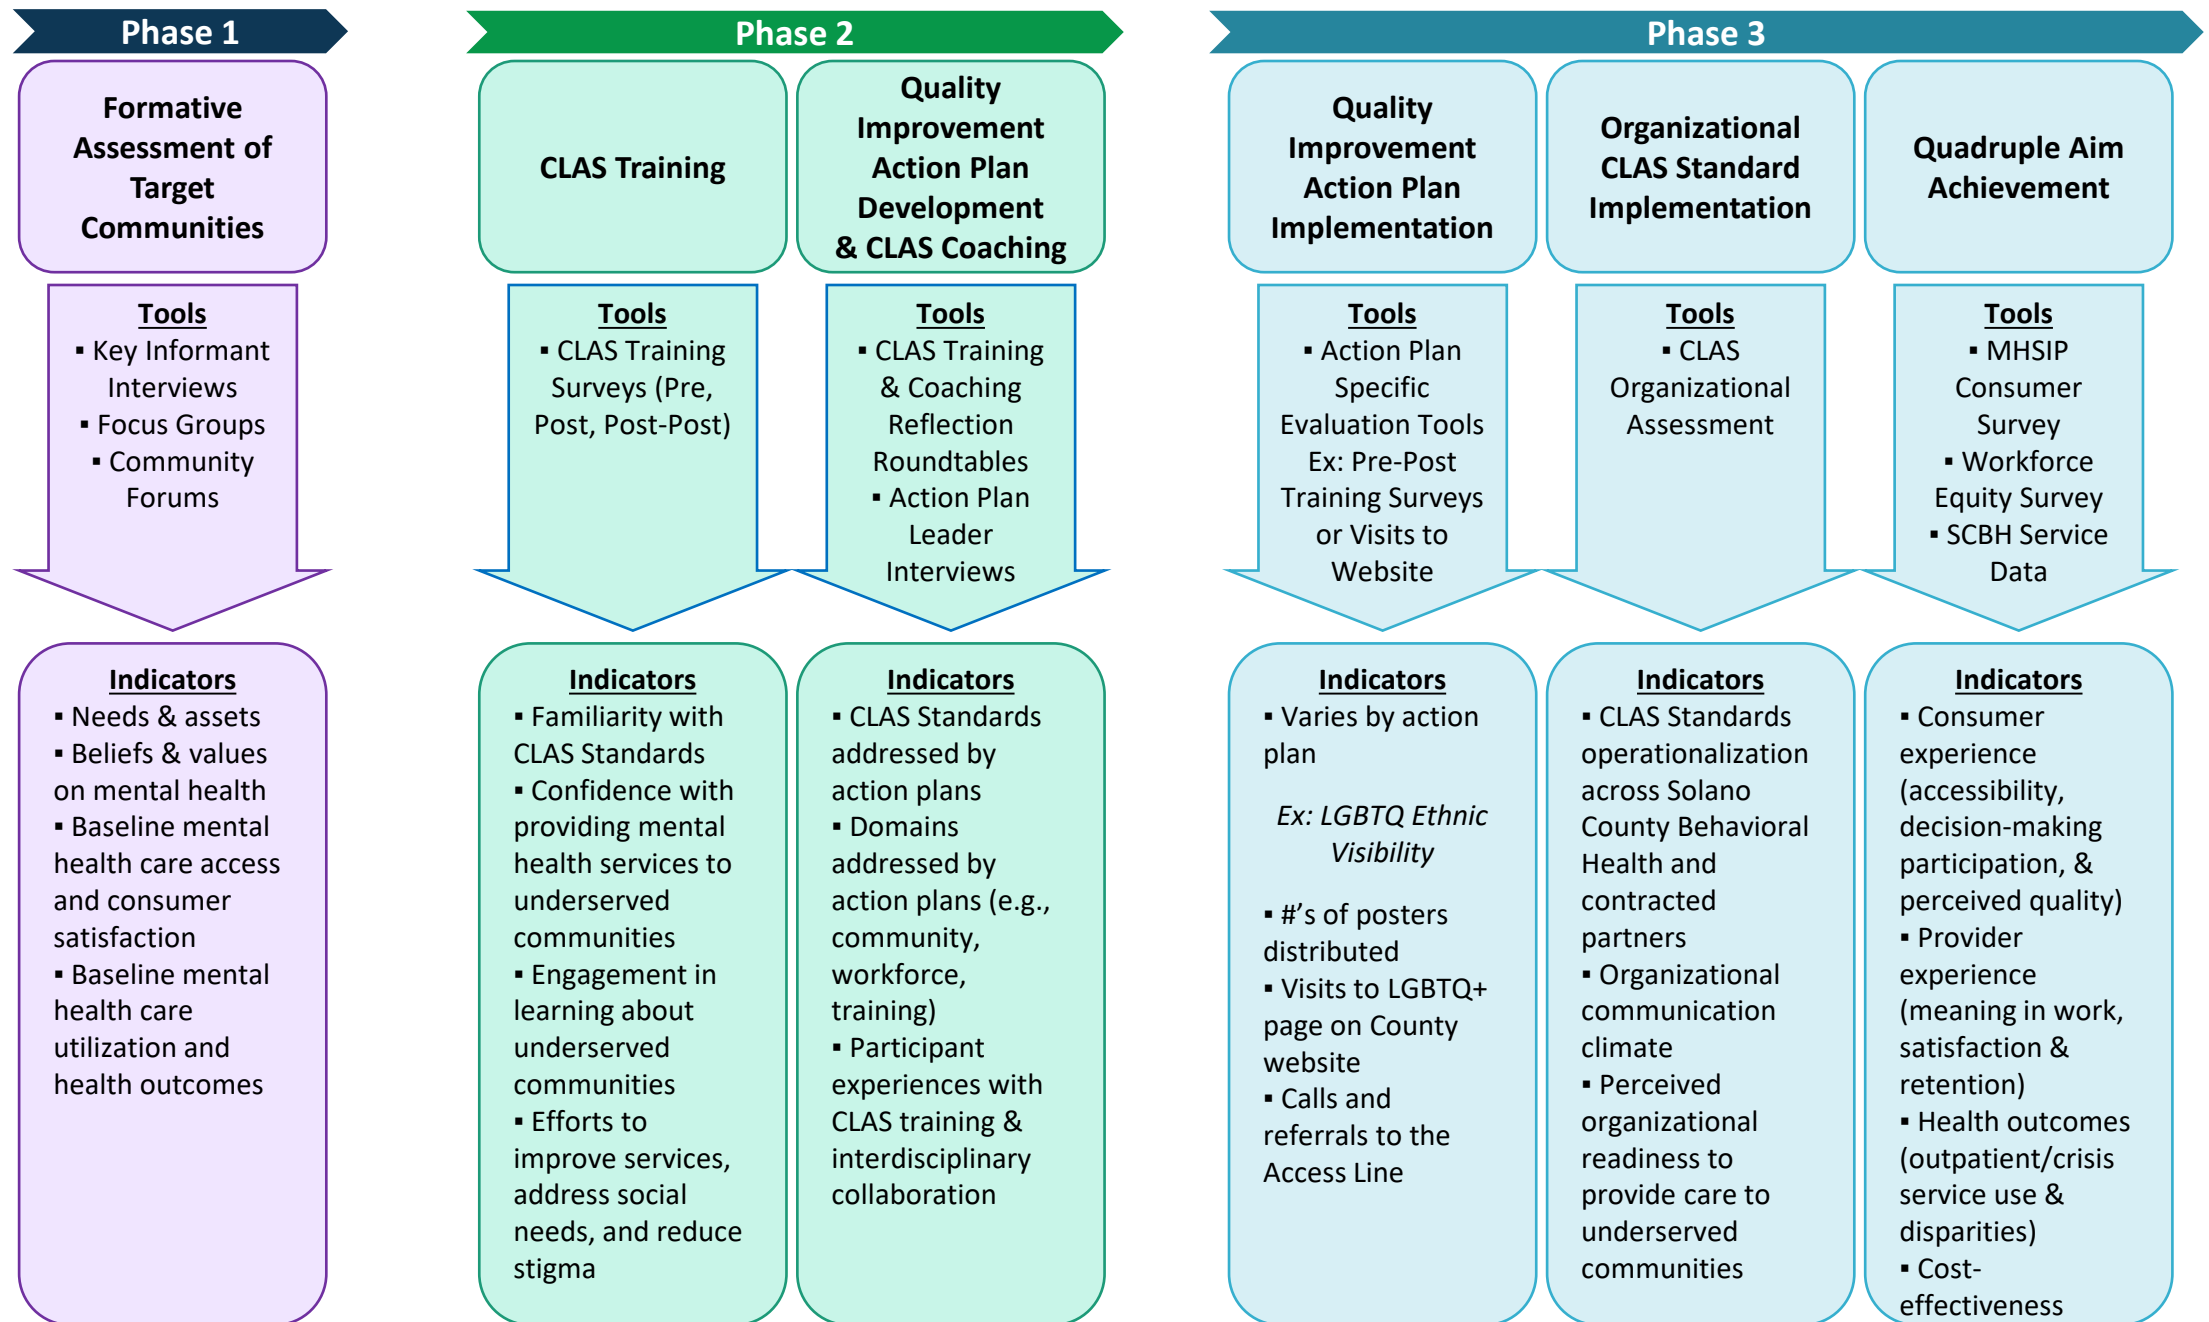 Phase 1
Formative
Assessment of
Target
Communities
Tools
▪ Key Informant
Interviews
▪ Focus Groups
▪ Community
Forums
Indicators
▪ Needs & assets
▪ Beliefs & values
on mental health
▪ Baseline mental
health care access
and consumer
satisfaction
▪ Baseline mental
health care
utilization and
health outcomes
Phase 2
CLAS Training
Tools
▪ CLAS Training
Surveys (Pre,
Post, Post-Post)
Indicators
▪ Familiarity with
CLAS Standards
▪ Confidence with
providing mental
health services to
underserved
communities
▪ Engagement in
learning about
underserved
communities
▪ Efforts to
improve services,
address social
needs, and reduce
stigma
Quality
Improvement
Action Plan
Development
& CLAS Coaching
Tools
▪ CLAS Training
& Coaching
Reflection
Roundtables
▪ Action Plan
Leader
Interviews
Indicators
▪ CLAS Standards
addressed by
action plans
▪ Domains
addressed by
action plans (e.g.,
community,
workforce,
training)
▪ Participant
experiences with
CLAS training &
interdisciplinary
collaboration
Phase 3
Quality
Improvement
Action Plan
Implementation
Tools
▪ Action Plan
Specific
Evaluation Tools
Ex: Pre-Post
Training Surveys
or Visits to
Website
Indicators
▪ Varies by action
plan
Ex: LGBTQ Ethnic
Visibility
▪ #'s of posters
distributed
▪ Visits to LGBTQ+
page on County
website
▪ Calls and
referrals to the
Access Line
Organizational
CLAS Standard
Implementation
Tools
▪ CLAS
Organizational
Assessment
Indicators
▪ CLAS Standards
operationalization
across Solano
County Behavioral
Health and
contracted
partners
▪ Organizational
communication
climate
▪ Perceived
organizational
readiness to
provide care to
underserved
communities
Quadruple Aim
Achievement
Tools
▪ MHSIP
Consumer
Survey
▪ Workforce
Equity Survey
▪ SCBH Service
Data
Indicators
▪ Consumer
experience
(accessibility,
decision-making
participation, &
perceived quality)
▪ Provider
experience
(meaning in work,
satisfaction &
retention)
▪ Health outcomes
(outpatient/crisis
service use &
disparities)
▪ Cost-
effectiveness